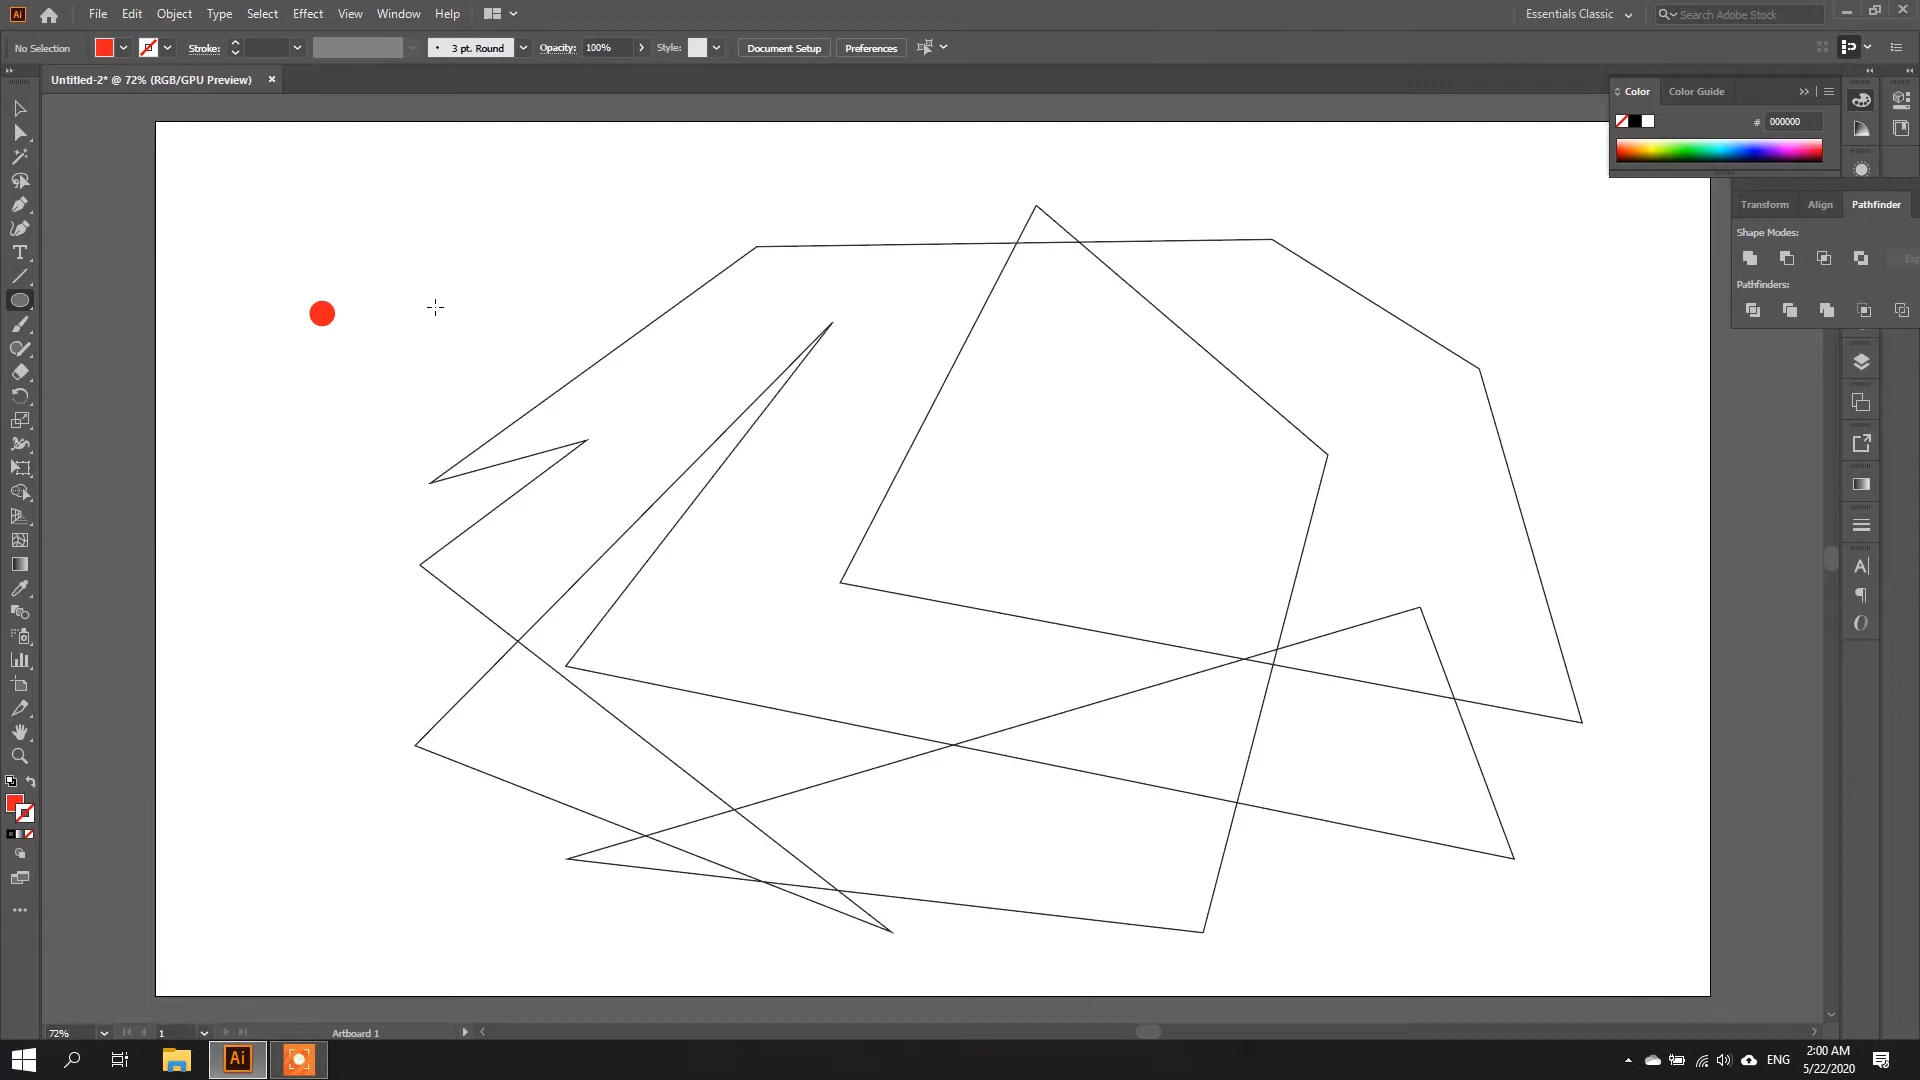 Ai File Edit Object Type Select Effect View Window Help Essentials Classic Search Adobe Stock
No Selection Stroke: 3 pt. Round Opacity: 100% Style: Document Setup Preferences
Untitled-2* @ 72% (RGB/GPU Preview)
Color Color Guide
# 000000
Transform Align Pathfinder
Shape Modes:
Pathfinders:
72% 1 Artboard 1
Ai ENG 2:00 AM
5/22/2020